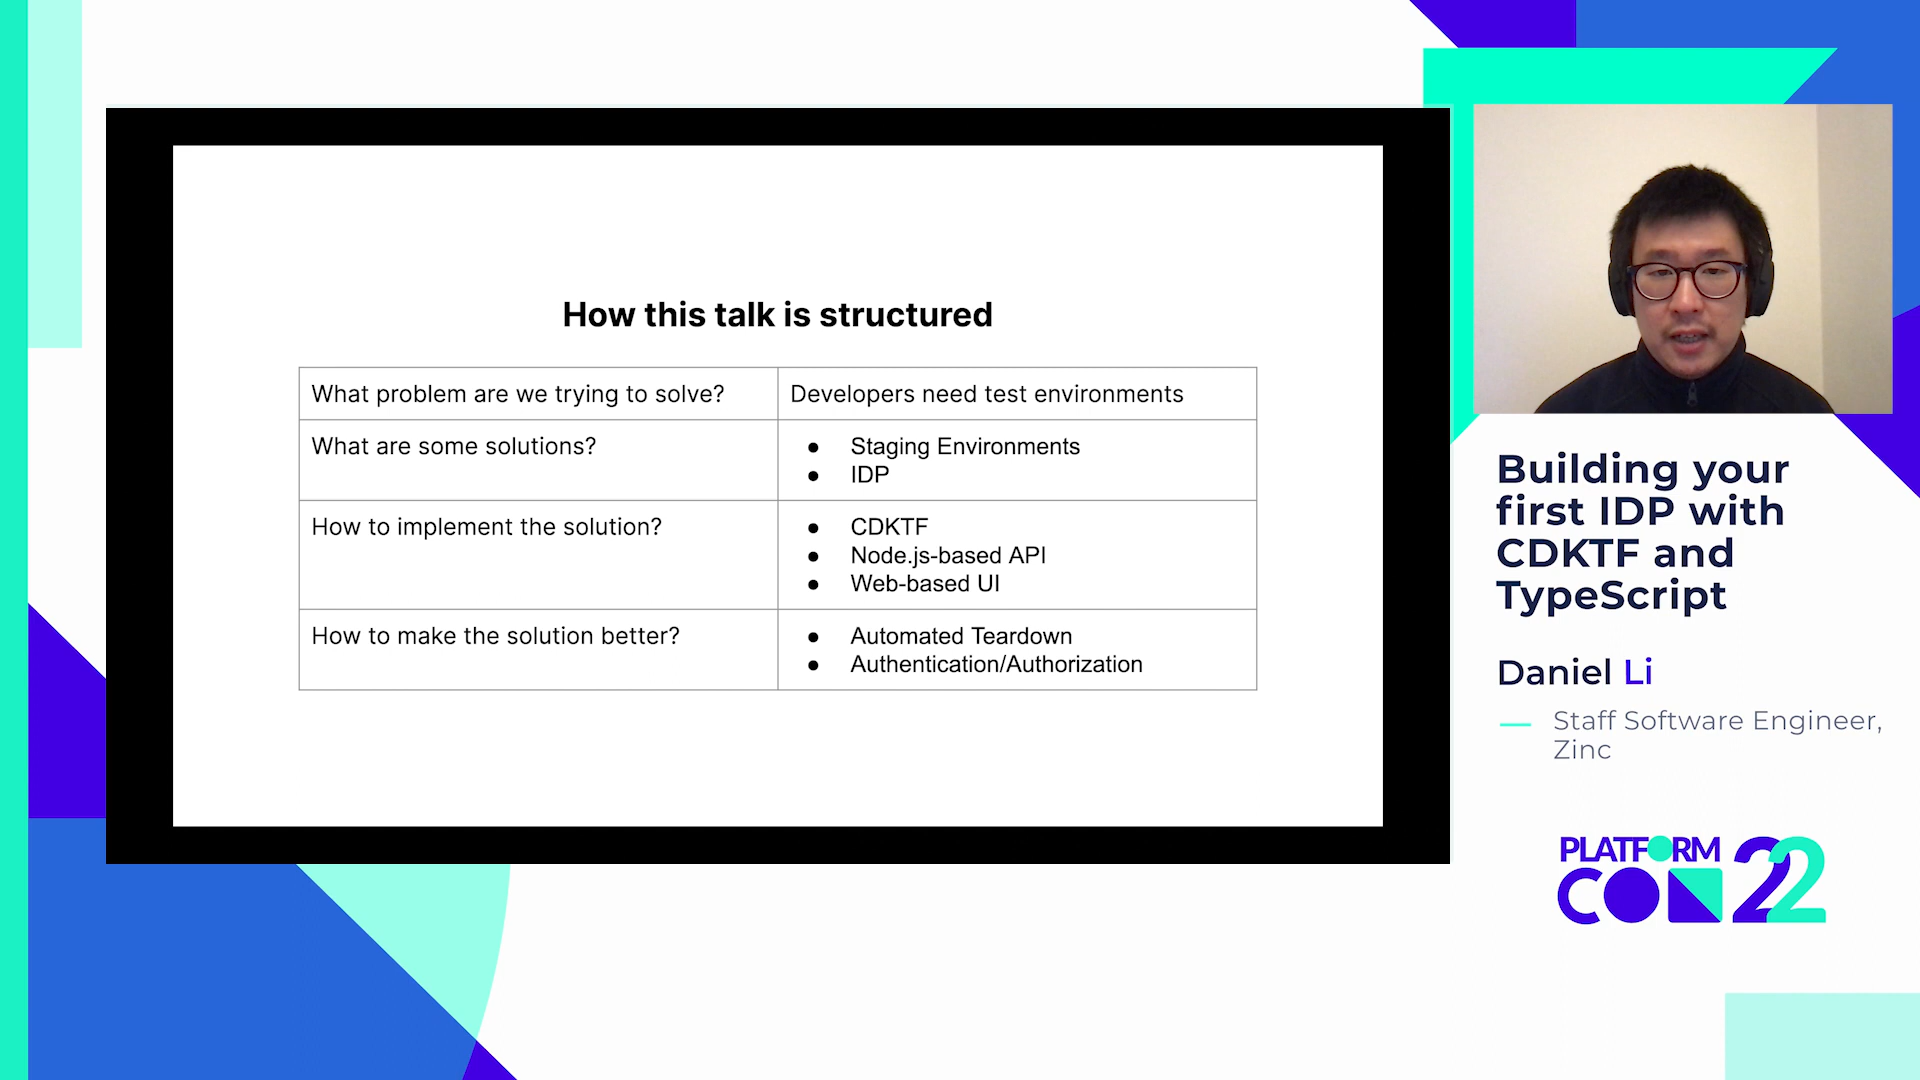 How this talk is structured
What problem are we trying to solve?
Developers need test environments
What are some solutions?
● Staging Environments
● IDP
How to implement the solution?
● CDKTF
● Node.js-based API
● Web-based UI
How to make the solution better?
● Automated Teardown
● Authentication/Authorization
Building your
first IDP with
CDKTF and
TypeScript
Daniel Li
Staff Software Engineer,
Zinc
PLATFORM
CON 22